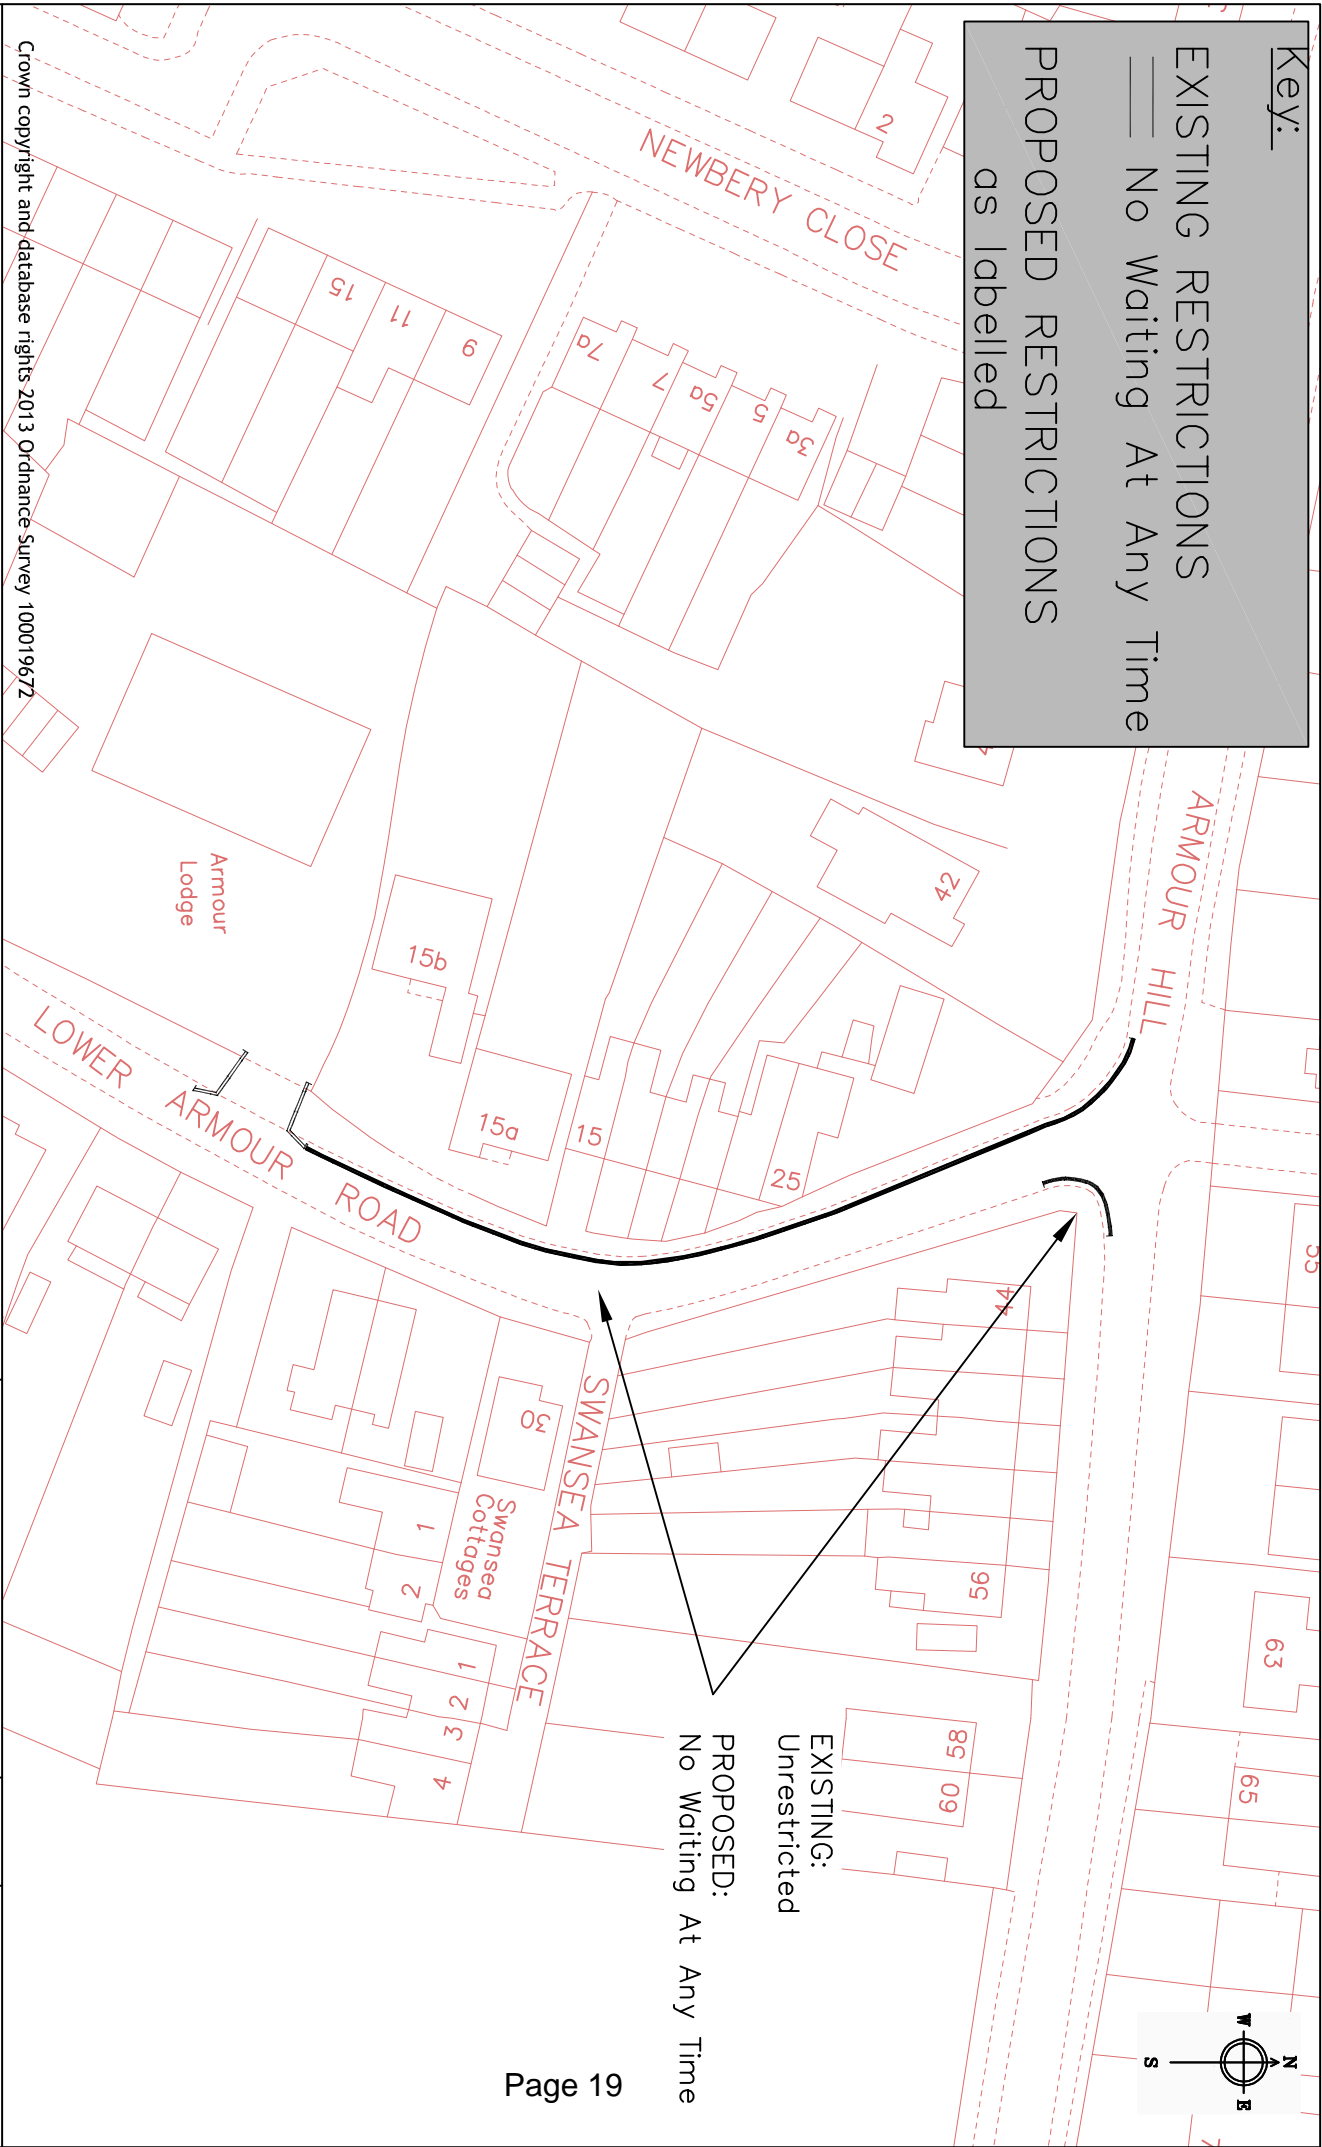 Key:
EXISTING RESTRICTIONS
No Waiting At Any Time
PROPOSED RESTRICTIONS
as labelled
NEWBERY CLOSE
2
15
11
9
7a
7
5a
5
3a
42
ARMOUR HILL
Armour
Lodge
15b
15a
15
25
LOWER ARMOUR ROAD
SWANSEA TERRACE
30
Swansea
Cottages
1
2
1
2
3
4
44
56
58
60
55
63
65
EXISTING:
Unrestricted
PROPOSED:
No Waiting At Any Time
N
W
E
S
Crown copyright and database rights 2013 Ordnance Survey 100019672
Page 19